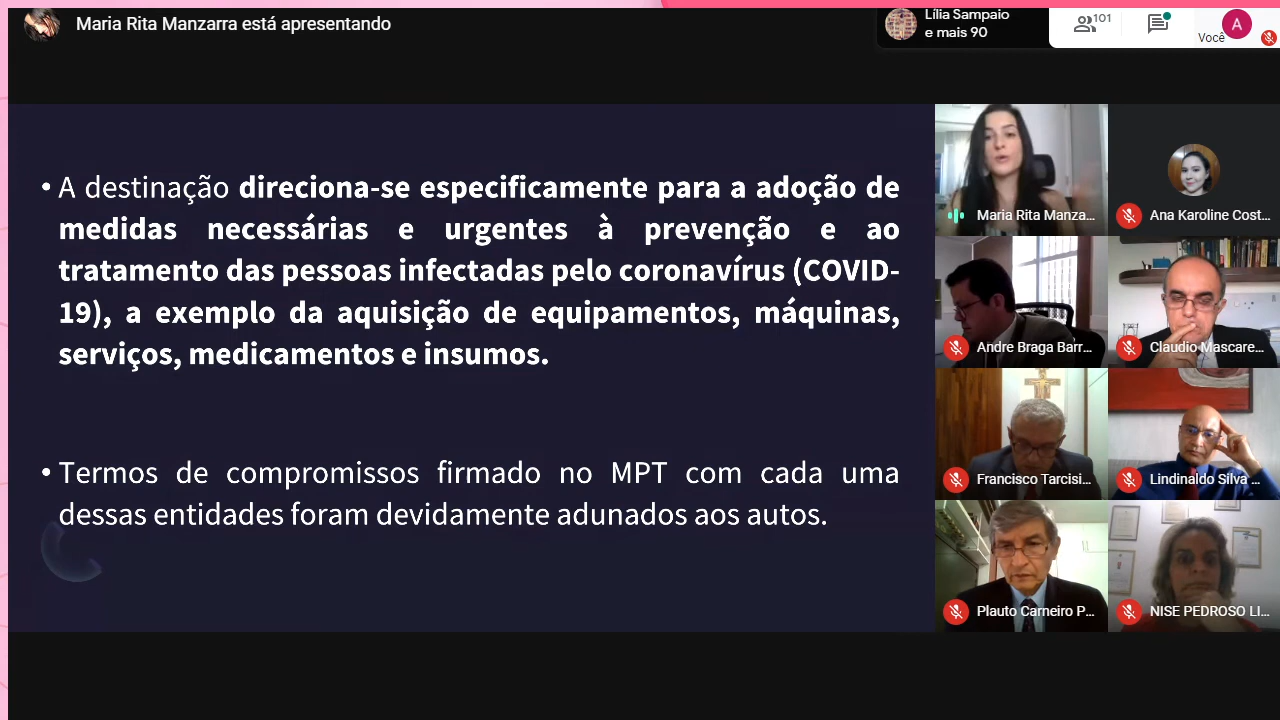 Maria Rita Manzarra está apresentando
Lília Sampaio
e mais 90
101
A
Você
• A destinação direciona-se especificamente para a adoção de
medidas necessárias e urgentes à prevenção e ao
tratamento das pessoas infectadas pelo coronavírus (COVID-
19), a exemplo da aquisição de equipamentos, máquinas,
serviços, medicamentos e insumos.
• Termos de compromissos firmado no MPT com cada uma
dessas entidades foram devidamente adunados aos autos.
Maria Rita Manza...
Ana Karoline Cost...
Andre Braga Barr...
Claudio Mascare...
Francisco Tarcisi...
Lindinaldo Silva ...
Plauto Carneiro P...
NISE PEDROSO LI...